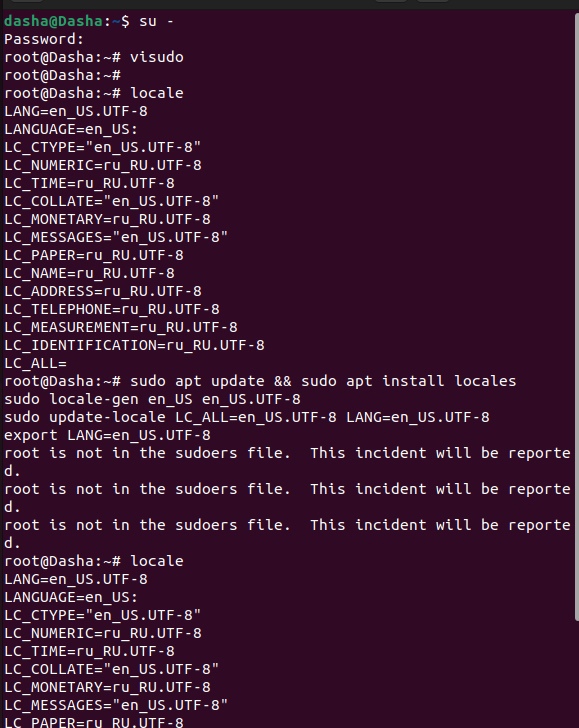 dasha@Dasha:~$ su -
Password:
root@Dasha:~# visudo
root@Dasha:~#
root@Dasha:~# locale
LANG=en_US.UTF-8
LANGUAGE=en_US:
LC_CTYPE="en_US.UTF-8"
LC_NUMERIC=ru_RU.UTF-8
LC_TIME=ru_RU.UTF-8
LC_COLLATE="en_US.UTF-8"
LC_MONETARY=ru_RU.UTF-8
LC_MESSAGES="en_US.UTF-8"
LC_PAPER=ru_RU.UTF-8
LC_NAME=ru_RU.UTF-8
LC_ADDRESS=ru_RU.UTF-8
LC_TELEPHONE=ru_RU.UTF-8
LC_MEASUREMENT=ru_RU.UTF-8
LC_IDENTIFICATION=ru_RU.UTF-8
LC_ALL=
root@Dasha:~# sudo apt update && sudo apt install locales
sudo locale-gen en_US en_US.UTF-8
sudo update-locale LC_ALL=en_US.UTF-8 LANG=en_US.UTF-8
export LANG=en_US.UTF-8
root is not in the sudoers file.  This incident will be reporte
d.
root is not in the sudoers file.  This incident will be reporte
d.
root is not in the sudoers file.  This incident will be reporte
d.
root@Dasha:~# locale
LANG=en_US.UTF-8
LANGUAGE=en_US:
LC_CTYPE="en_US.UTF-8"
LC_NUMERIC=ru_RU.UTF-8
LC_TIME=ru_RU.UTF-8
LC_COLLATE="en_US.UTF-8"
LC_MONETARY=ru_RU.UTF-8
LC_MESSAGES="en_US.UTF-8"
LC_PAPER=ru_RU.UTF-8